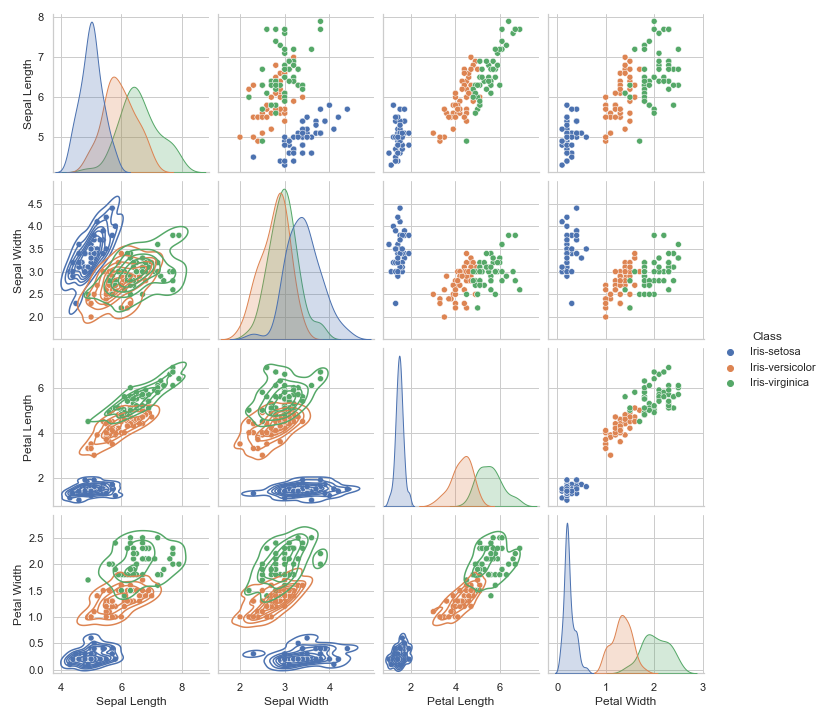 8
7
6
5
Sepal Length
4.5
4.0
3.5
3.0
2.5
2.0
Sepal Width
Class
Iris-setosa
Iris-versicolor
Iris-virginica
6
4
2
Petal Length
2.5
2.0
1.5
1.0
0.5
0.0
Petal Width
4 6 8
2 3 4
2 4 6
0 1 2 3
Sepal Length
Sepal Width
Petal Length
Petal Width